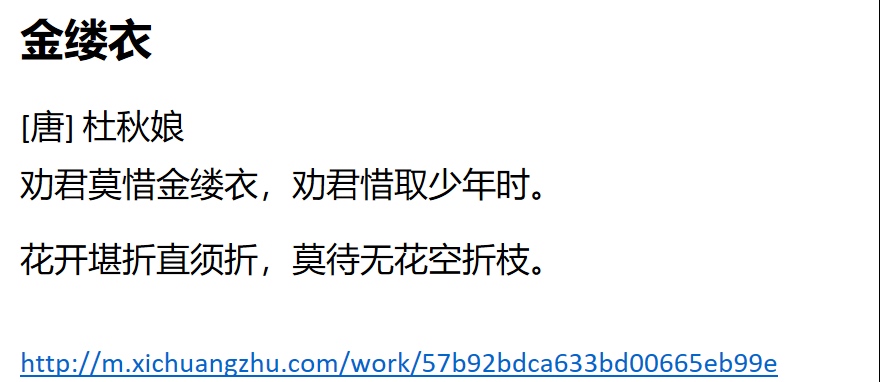 金缕衣
[唐] 杜秋娘
劝君莫惜金缕衣，劝君惜取少年时。
花开堪折直须折，莫待无花空折枝。
http://m.xichuangzhu.com/work/57b92bdca633bd00665eb99e